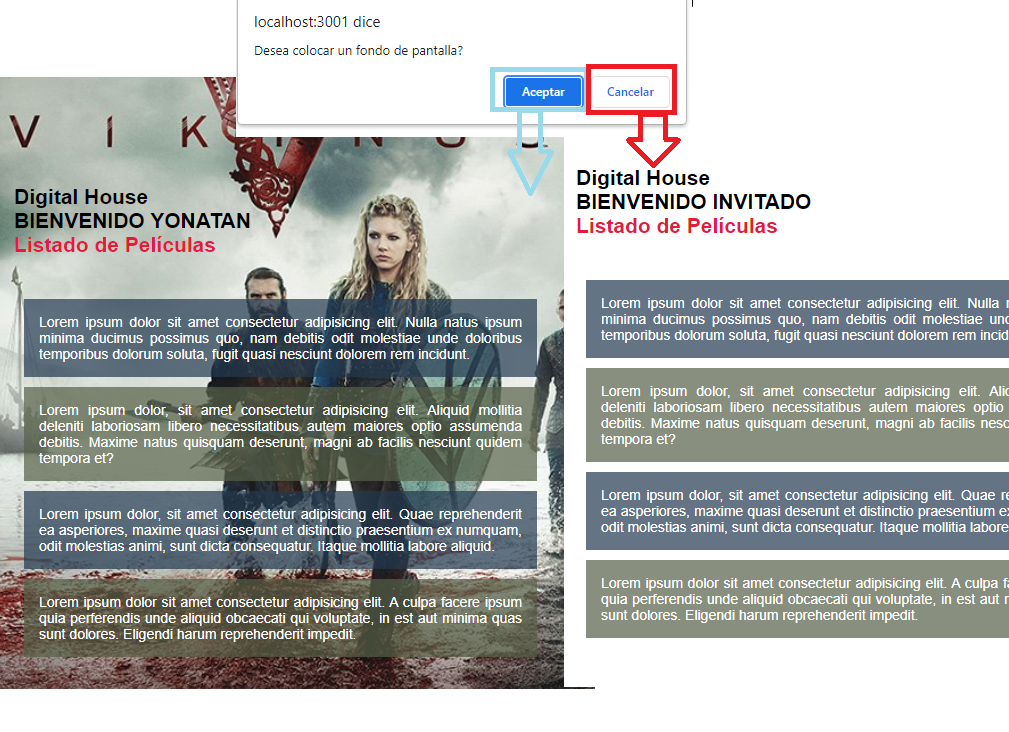 localhost:3001 dice
Desea colocar un fondo de pantalla?
Aceptar
Cancelar
Digital House
BIENVENIDO YONATAN
Listado de Películas
Lorem ipsum dolor sit amet consectetur adipisicing elit. Nulla natus ipsum
minima ducimus possimus quo, nam debitis odit molestiae unde doloribus
temporibus dolorum soluta, fugit quasi nesciunt dolorem rem incidunt.
Lorem ipsum dolor, sit amet consectetur adipisicing elit. Aliquid mollitia
deleniti laboriosam libero necessitatibus autem maiores optio assumenda
debitis. Maxime natus quisquam deserunt, magni ab facilis nesciunt quidem
tempora et?
Lorem ipsum dolor, sit amet consectetur adipisicing elit. Quae reprehenderit
ea asperiores, maxime quasi deserunt et distinctio praesentium ex numquam,
odit molestias animi, sunt dicta consequatur. Itaque mollitia labore aliquid.
Lorem ipsum dolor sit amet consectetur adipisicing elit. A culpa facere ipsum
quia perferendis unde aliquid obcaecati qui voluptate, in est aut minima quas
sunt dolores. Eligendi harum reprehenderit impedit.
Digital House
BIENVENIDO INVITADO
Listado de Películas
Lorem ipsum dolor sit amet consectetur adipisicing elit. Nulla
minima ducimus possimus quo, nam debitis odit molestiae und
temporibus dolorum soluta, fugit quasi nesciunt dolorem rem incid
Lorem ipsum dolor, sit amet consectetur adipisicing elit. Aliq
deleniti laboriosam libero necessitatibus autem maiores optio
debitis. Maxime natus quisquam deserunt, magni ab facilis nesc
tempora et?
Lorem ipsum dolor, sit amet consectetur adipisicing elit. Quae re
ea asperiores, maxime quasi deserunt et distinctio praesentium ex
odit molestias animi, sunt dicta consequatur. Itaque mollitia labore
Lorem ipsum dolor sit amet consectetur adipisicing elit. A culpa fa
quia perferendis unde aliquid obcaecati qui voluptate, in est aut
sunt dolores. Eligendi harum reprehenderit impedit.